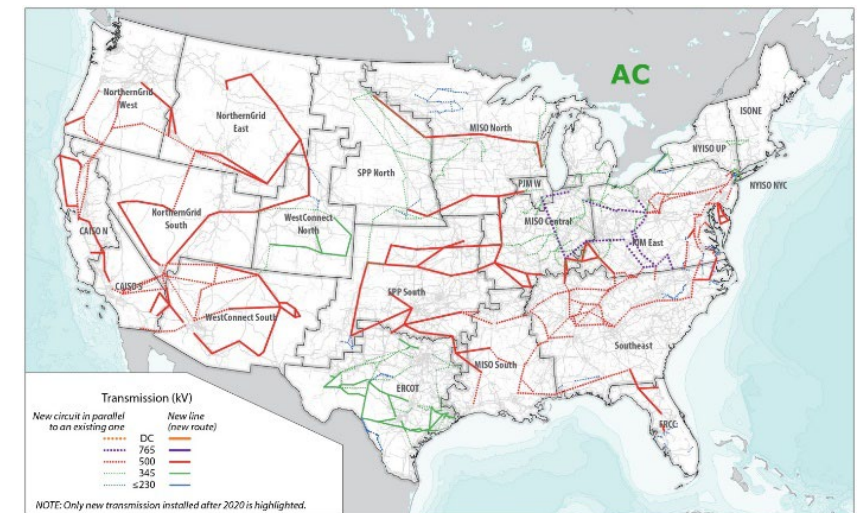 AC
NorthernGrid
West
NorthernGrid
East
MISO North
ISONE
NYISO UP
NYISO NYC
SPP North
PJM W
MISO Central
PJM East
WestConnect
North
NorthernGrid
South
CAISO N
CAISO S
WestConnect South
SPP South
Southeast
MISO South
ERCOT
FRCC
Transmission (kV)
New circuit in parallel
to an existing one
New line
(new route)
DC
765
500
345
≤230
NOTE: Only new transmission installed after 2020 is highlighted.